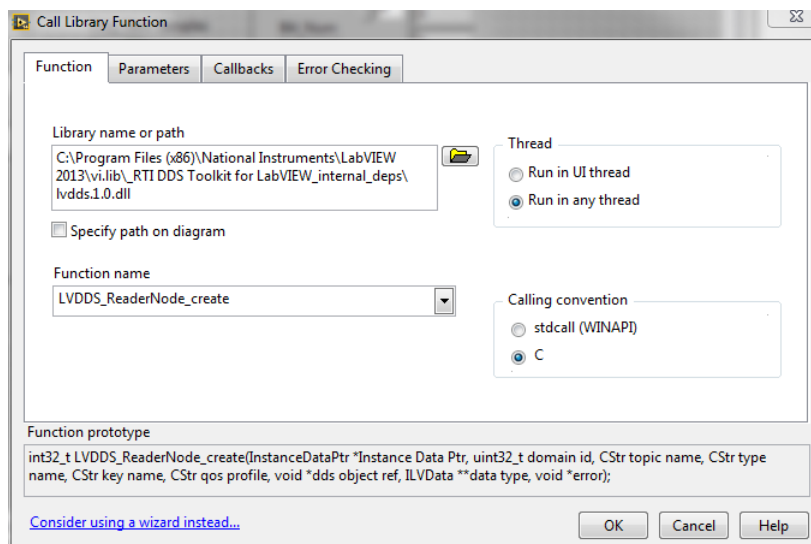 Call Library Function
Function
Parameters
Callbacks
Error Checking
Library name or path
C:\Program Files (x86)\National Instruments\LabVIEW
2013\vi.lib\_RTI DDS Toolkit for LabVIEW_internal_deps\
lvdds.1.0.dll
Specify path on diagram
Function name
LVDDS_ReaderNode_create
Thread
Run in UI thread
Run in any thread
Calling convention
stdcall (WINAPI)
C
Function prototype
int32_t LVDDS_ReaderNode_create(InstanceDataPtr *Instance Data Ptr, uint32_t domain id, CStr topic name, CStr type
name, CStr key name, CStr qos profile, void *dds object ref, ILVData **data type, void *error);
Consider using a wizard instead...
OK
Cancel
Help